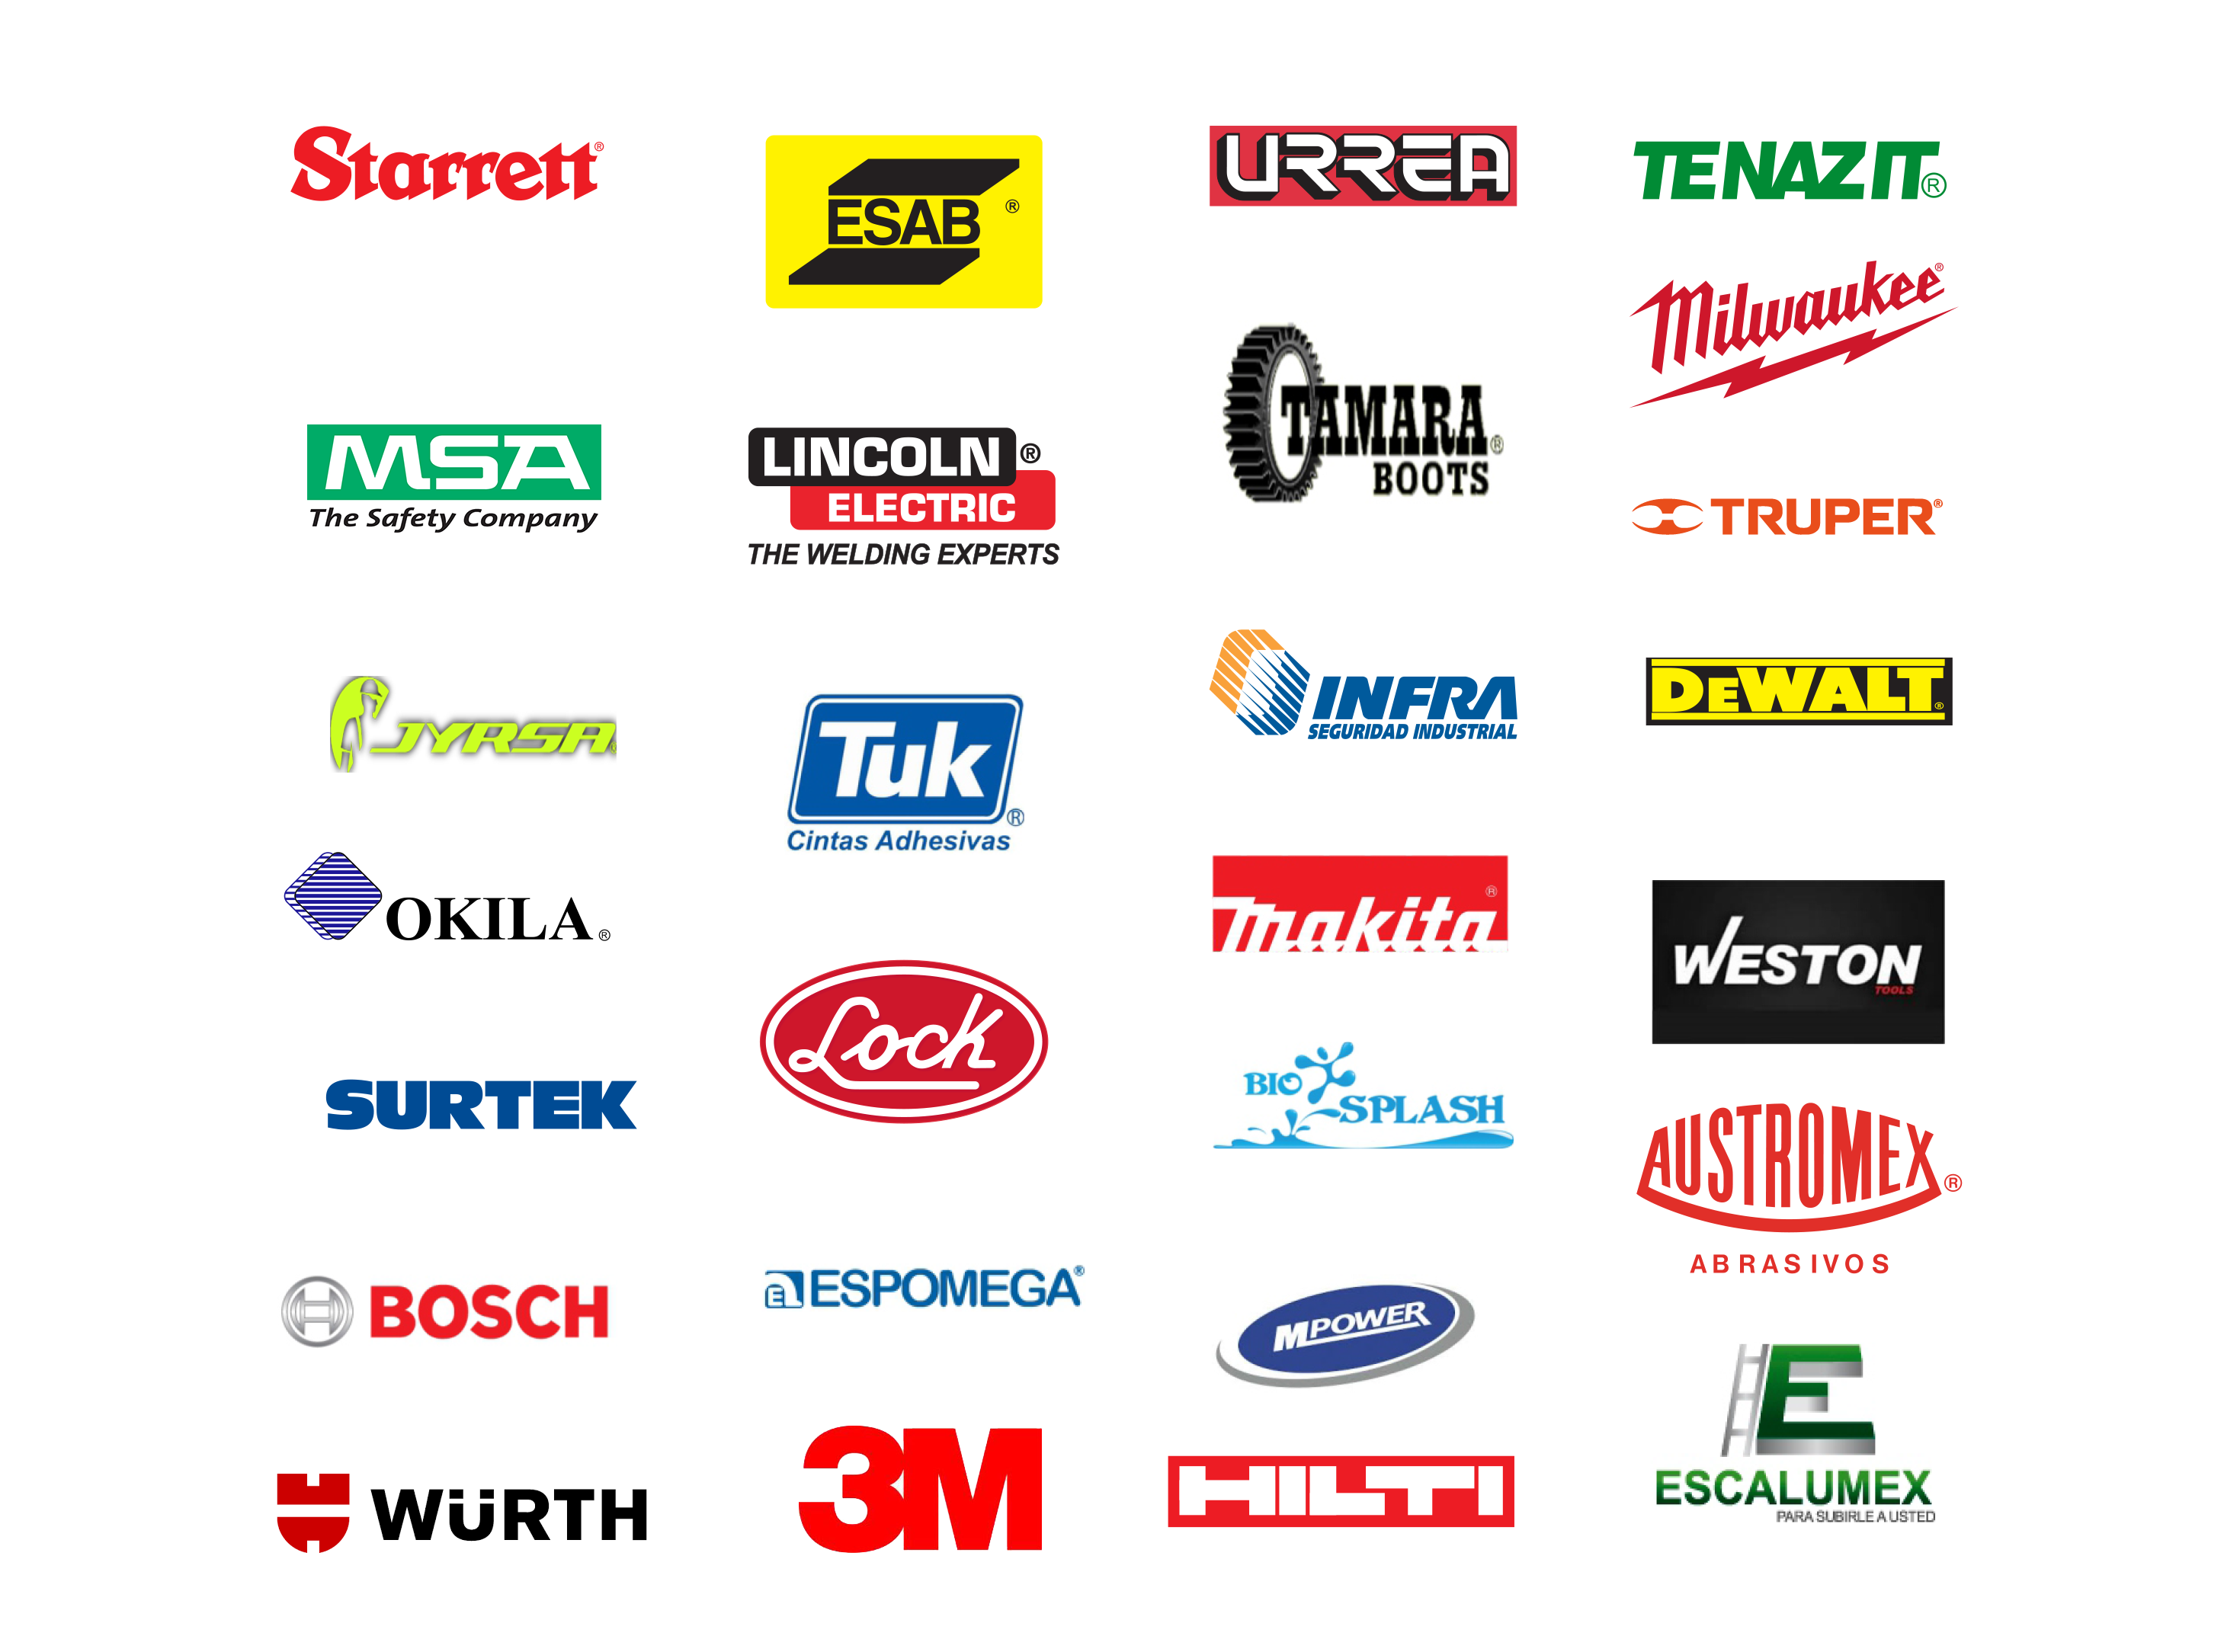 Starrett®
MSA
The Safety Company
JYRSA
OKILA®
SURTEK
BOSCH
WÜRTH
ESAB®
LINCOLN®
ELECTRIC
THE WELDING EXPERTS
Tuk®
Cintas Adhesivas
Lock
ESPOMEGA®
3M
URREA
TAMARA®
BOOTS
INFRA
SEGURIDAD INDUSTRIAL
makita®
BIO
SPLASH
MPOWER
HILTI
TENAZIT®
Milwaukee®
TRUPER®
DEWALT®
WESTON
TOOLS
AUSTROMEX®
ABRASIVOS
E
ESCALUMEX
PARA SUBIRLE A USTED